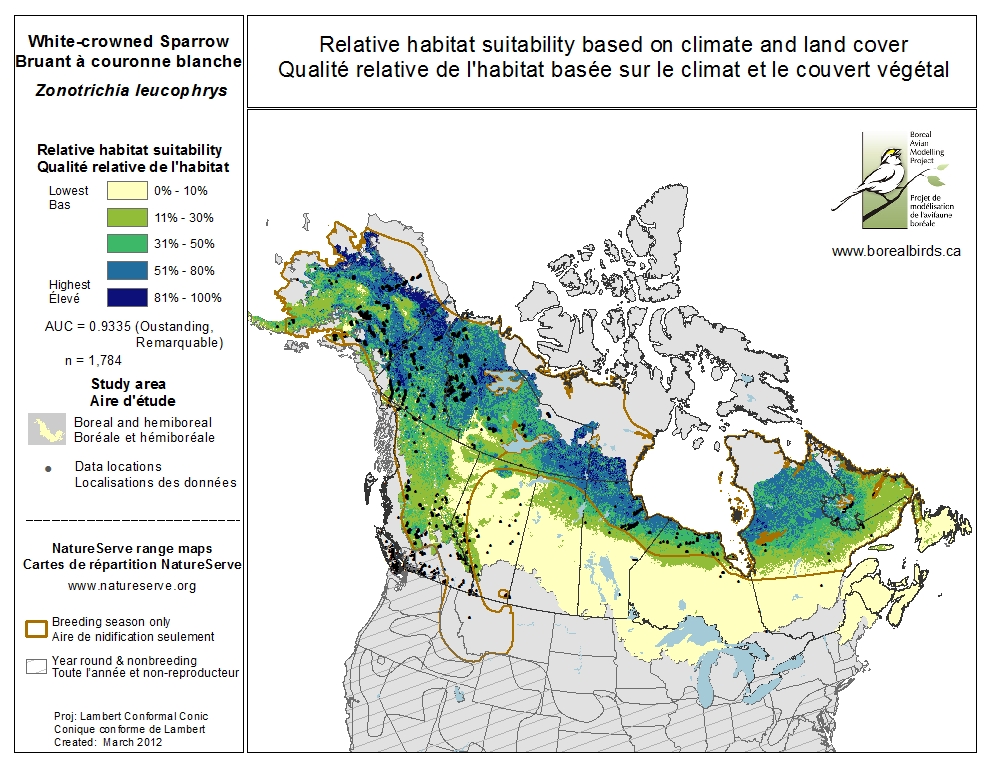 White-crowned Sparrow
Bruant à couronne blanche
Zonotrichia leucophrys
Relative habitat suitability
Qualité relative de l'habitat
Lowest
Bas
0% - 10%
11% - 30%
31% - 50%
51% - 80%
Highest
Élevé
81% - 100%
AUC = 0.9335 (Oustanding,
Remarquable)
n = 1,784
Study area
Aire d'étude
Boreal and hemiboreal
Boréale et hémiboréale
Data locations
Localisations des données
NatureServe range maps
Cartes de répartition NatureServe
www.natureserve.org
Breeding season only
Aire de nidification seulement
Year round & nonbreeding
Toute l'année et non-reproducteur
Proj: Lambert Conformal Conic
Conique conforme de Lambert
Created: March 2012
Relative habitat suitability based on climate and land cover
Qualité relative de l'habitat basée sur le climat et le couvert végétal
Boreal
Avian
Modelling
Project
Projet de
modélisation
de l'avifaune
boréale
www.borealbirds.ca